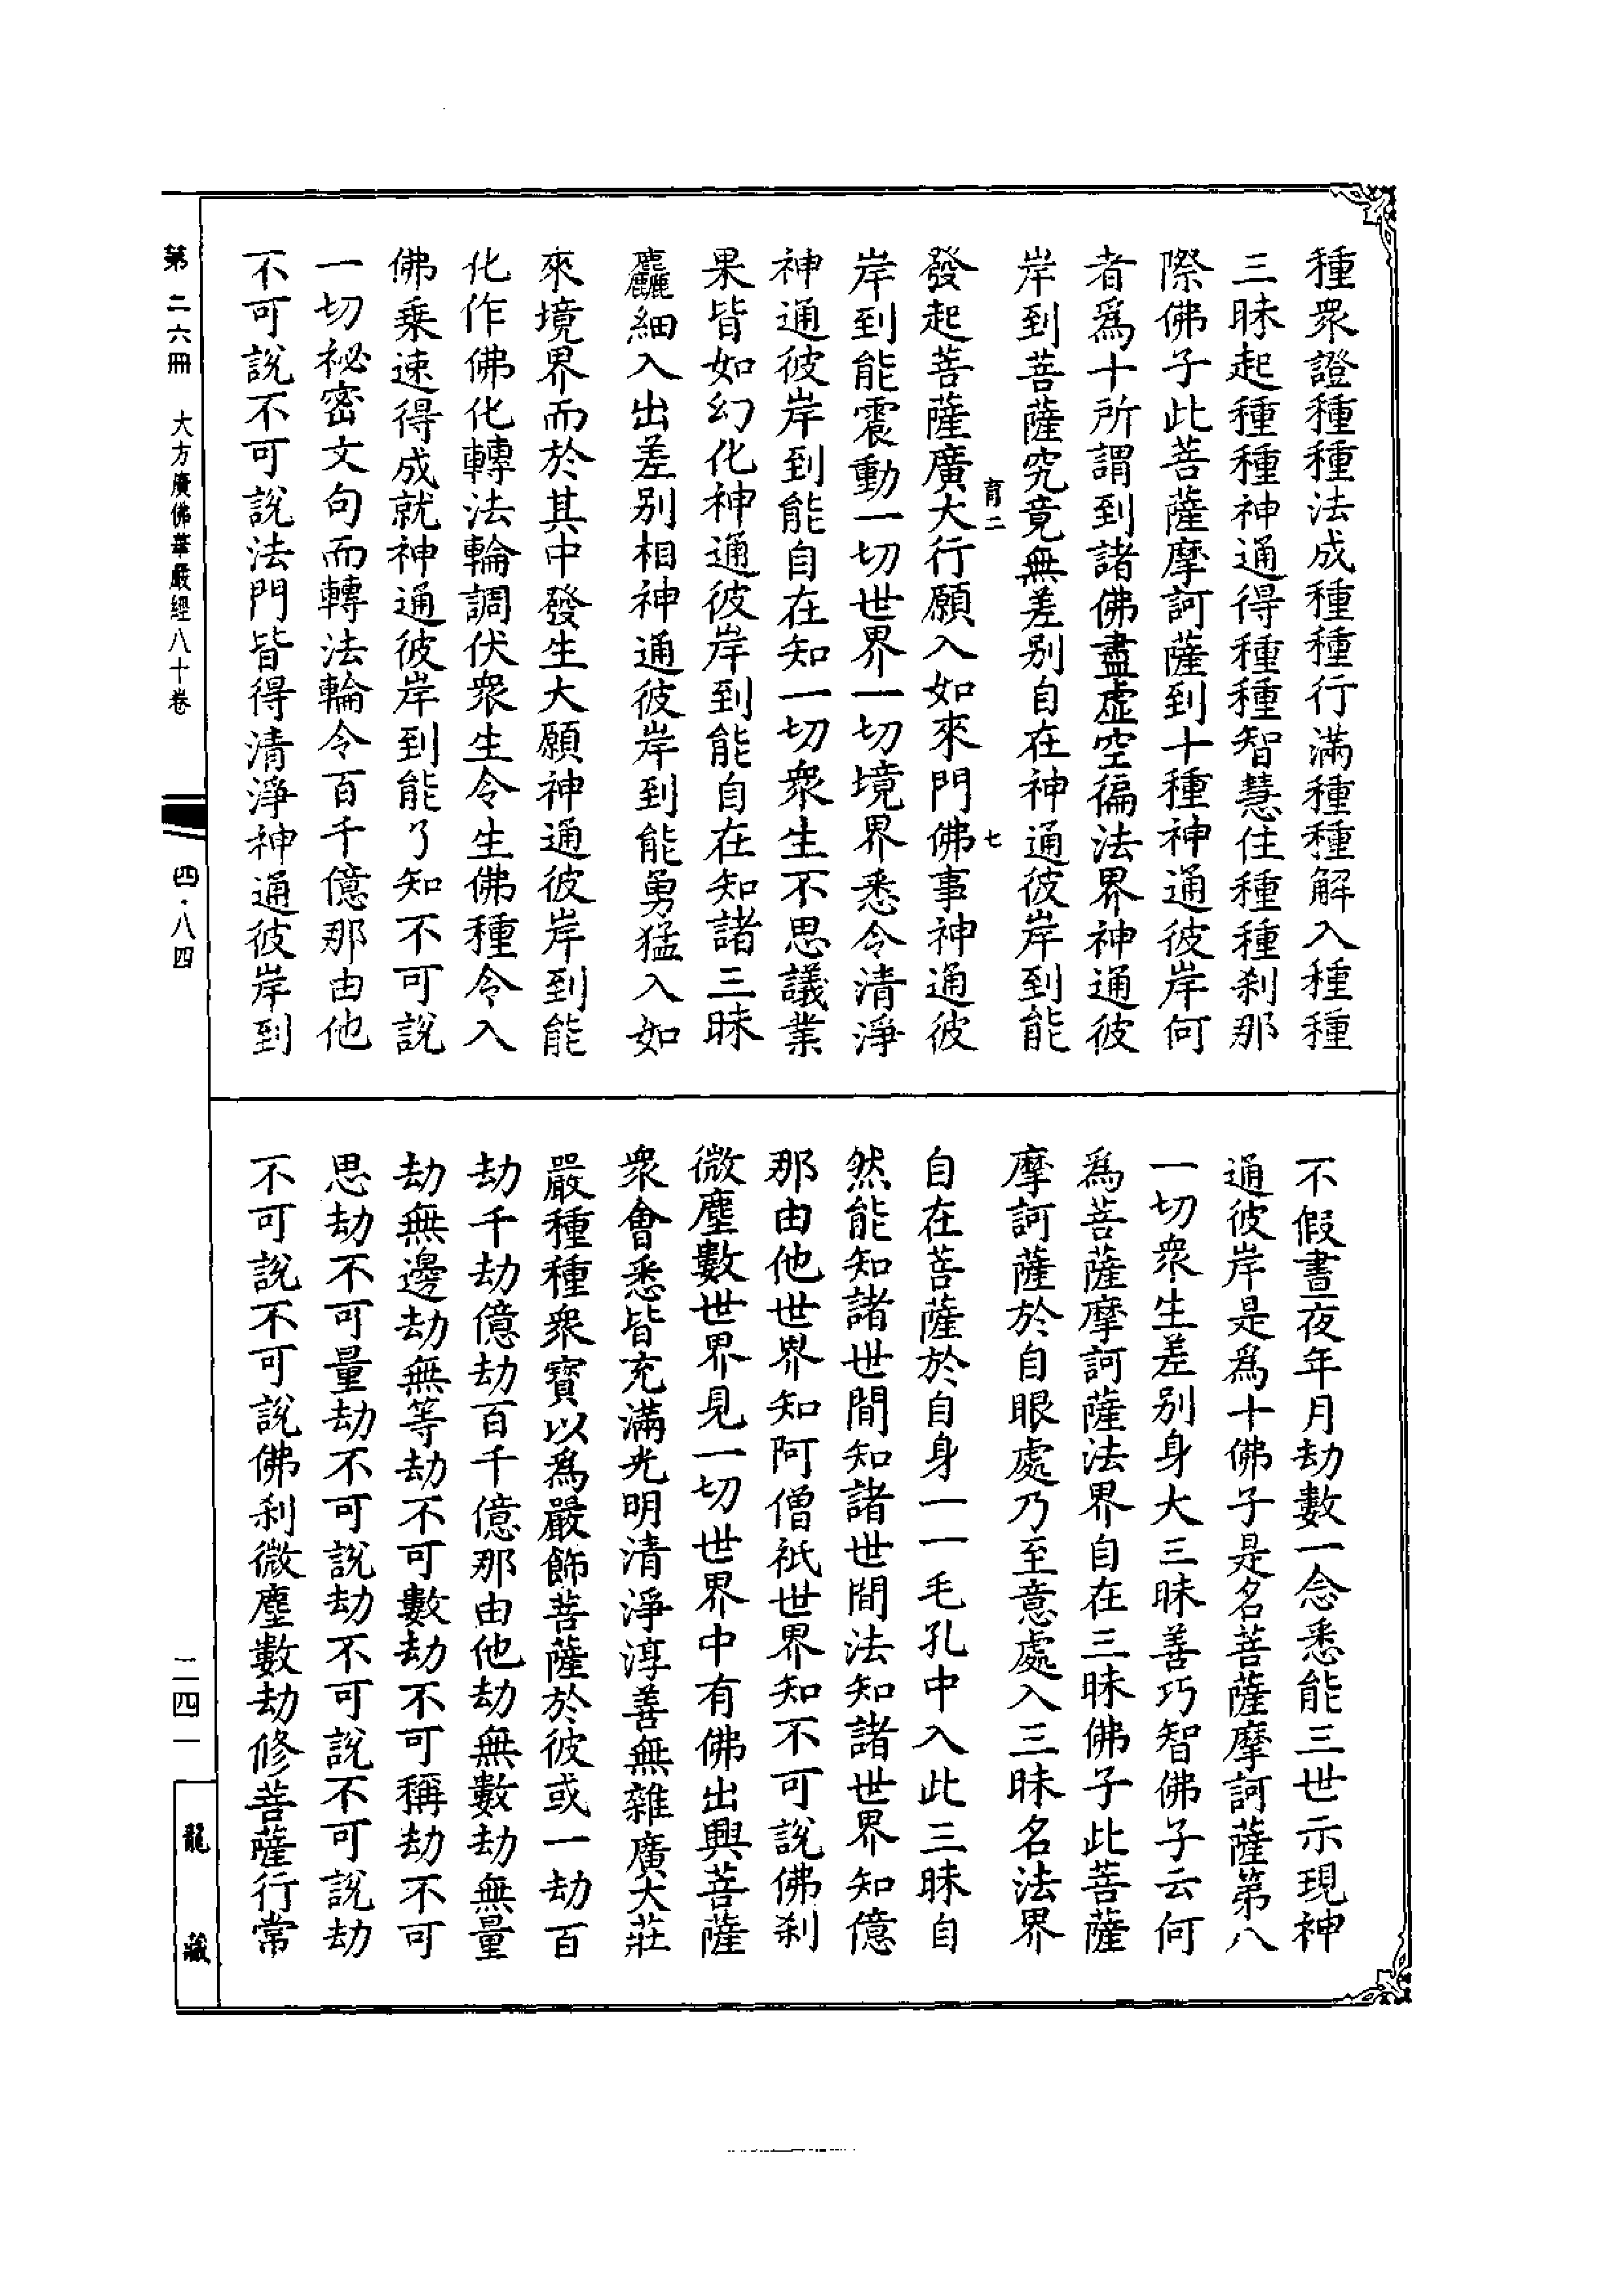 種衆證種種法成種種行滿種種解入種種
三昧起種種神通得種種智慧住種種刹那
際佛子此菩薩摩訶薩到十種神通彼岸何
者爲十所謂到諸佛盡虛空徧法界神通彼
岸到菩薩究竟無差别自在神通彼岸到能
育二
七
發起菩薩廣大行願入如來門佛事神通彼
岸到能震動一切世界一切境界悉令清淨
神通彼岸到能自在知一切衆生不思議業
果皆如幻化神通彼岸到能自在知諸三昧
麤細入出差别相神通彼岸到能勇猛入如
來境界而於其中發生大願神通彼岸到能
化作佛化轉法輪調伏衆生令生佛種令入
佛乗速得成就神通彼岸到能了知不可說
一切祕密文句而轉法輪令百千億那由他
不可說不可說法門皆得清淨神通彼岸到
不假晝夜年月劫數一念悉能三世示現神
通彼岸是爲十佛子是名菩薩摩訶薩第八
一切衆生差别身大三昧善巧智佛子云何
爲菩薩摩訶薩法界自在三昧佛子此菩薩
摩訶薩於自眼處乃至意處入三昧名法界
自在菩薩於自身一一毛孔中入此三昧自
然能知諸世間知諸世間法知諸世界知億
那由他世界知阿僧祇世界知不可說佛刹
微塵數世界見一切世界中有佛出興菩薩
衆會悉皆充滿光明清淨淳善無雜廣大莊
嚴種種衆寶以爲嚴飾菩薩於彼或一劫百
劫千劫億劫百千億那由他劫無數劫無量
劫無邊劫無等劫不可數劫不可稱劫不可
思劫不可量劫不可說劫不可說不可說劫
不可說不可說佛刹微塵數劫修菩薩行常
第二六冊 大方廣佛華嚴經八十卷 四·八四
二四一 龍藏